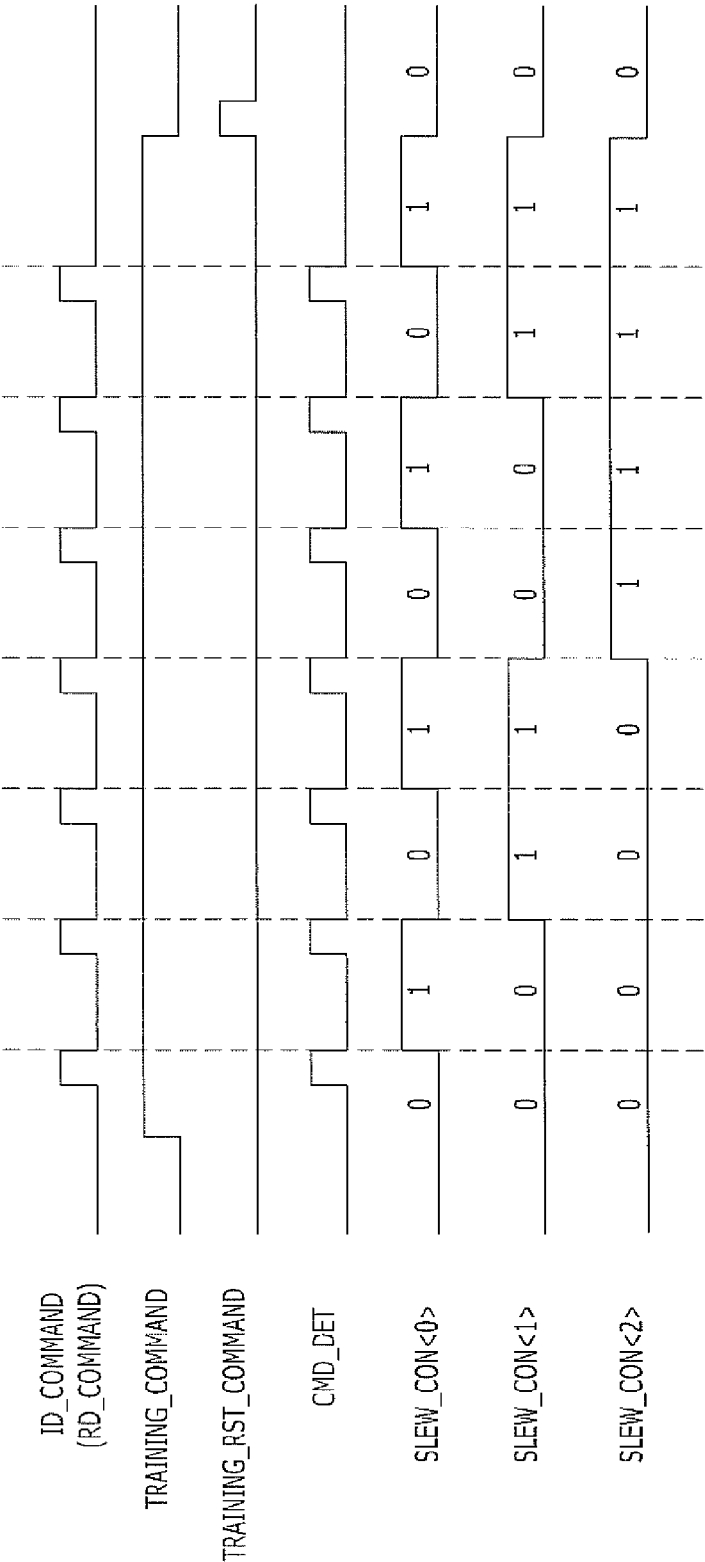 ID_COMMAND
(RD_COMMAND)
TRAINING_COMMAND
TRAINING_RST_COMMAND
CMD_DET
SLEW_CON<0> 0 1 0 1 0 1 0 1 0
SLEW_CON<1> 0 0 1 1 0 0 1 1 0
SLEW_CON<2> 0 0 0 0 1 1 1 1 0